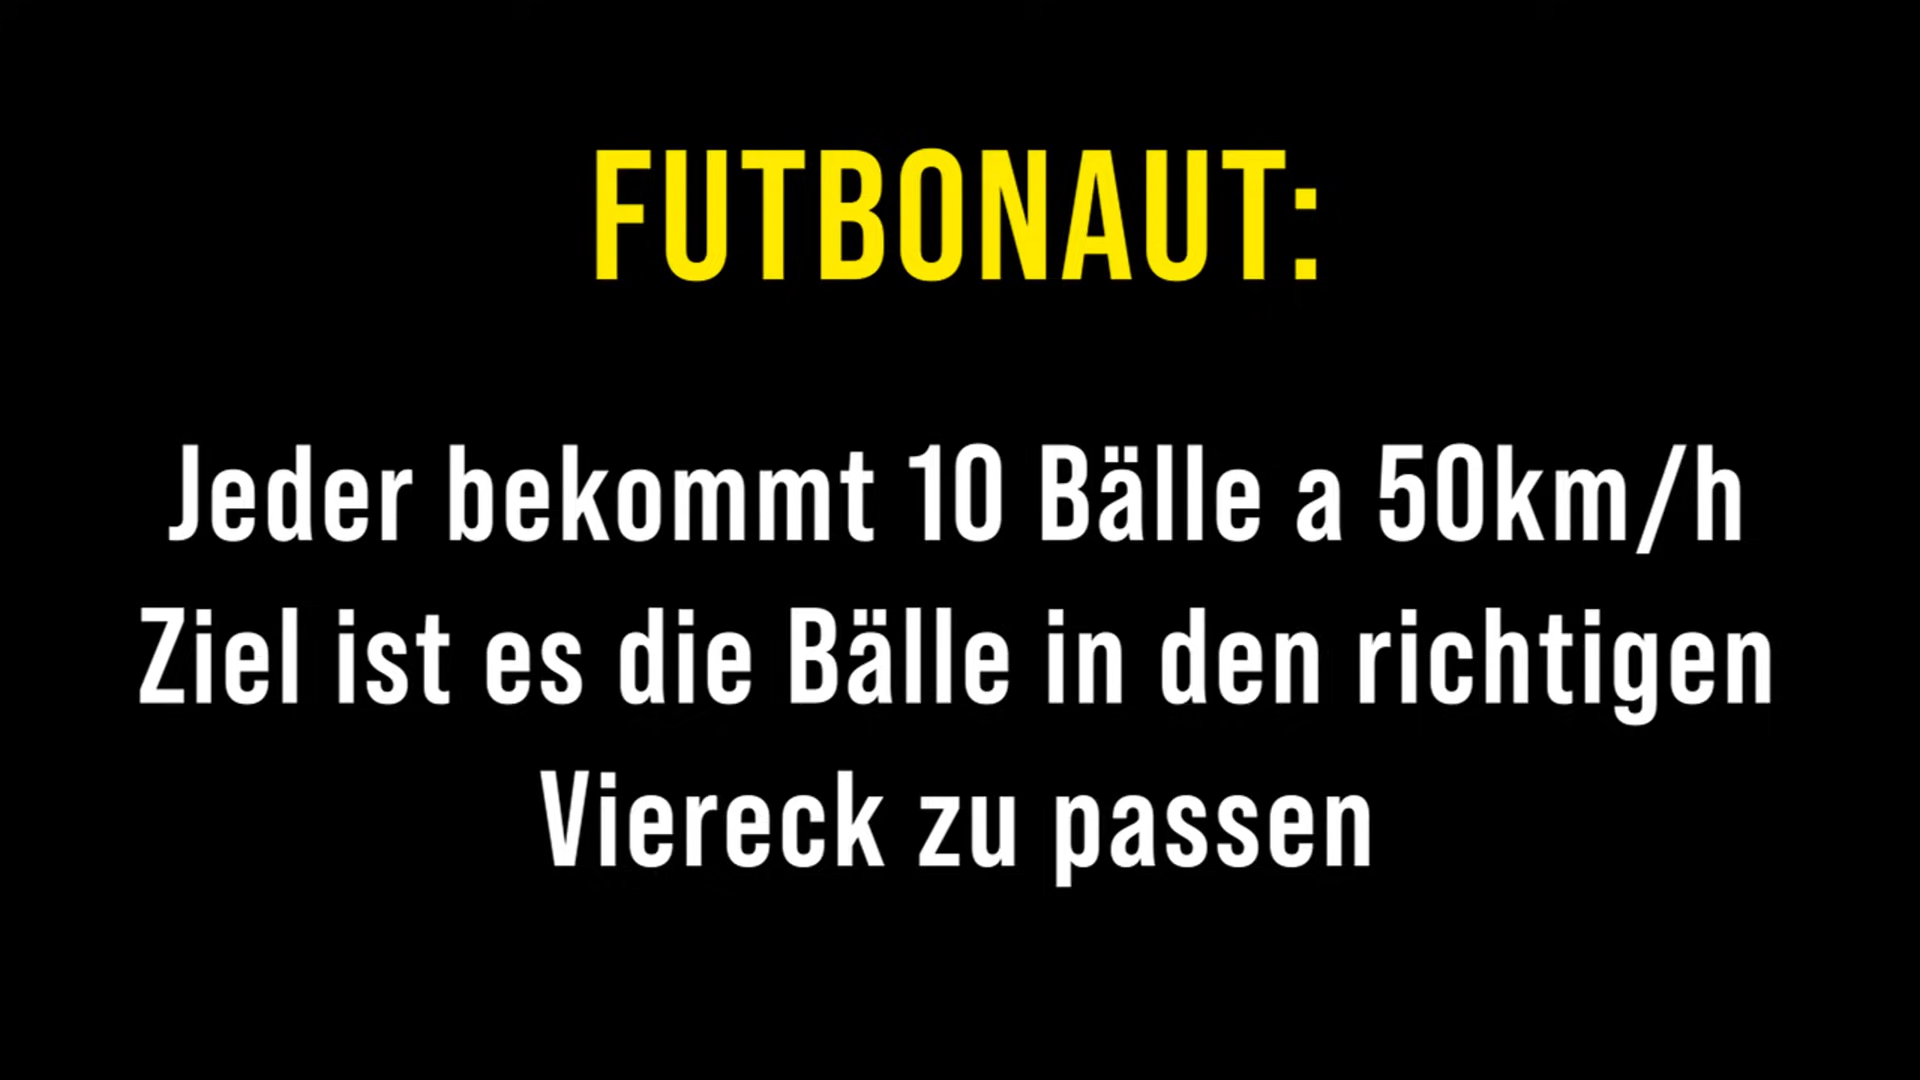 FUTBONAUT:
Jeder bekommt 10 Bälle a 50km/h
Ziel ist es die Bälle in den richtigen
Viereck zu passen